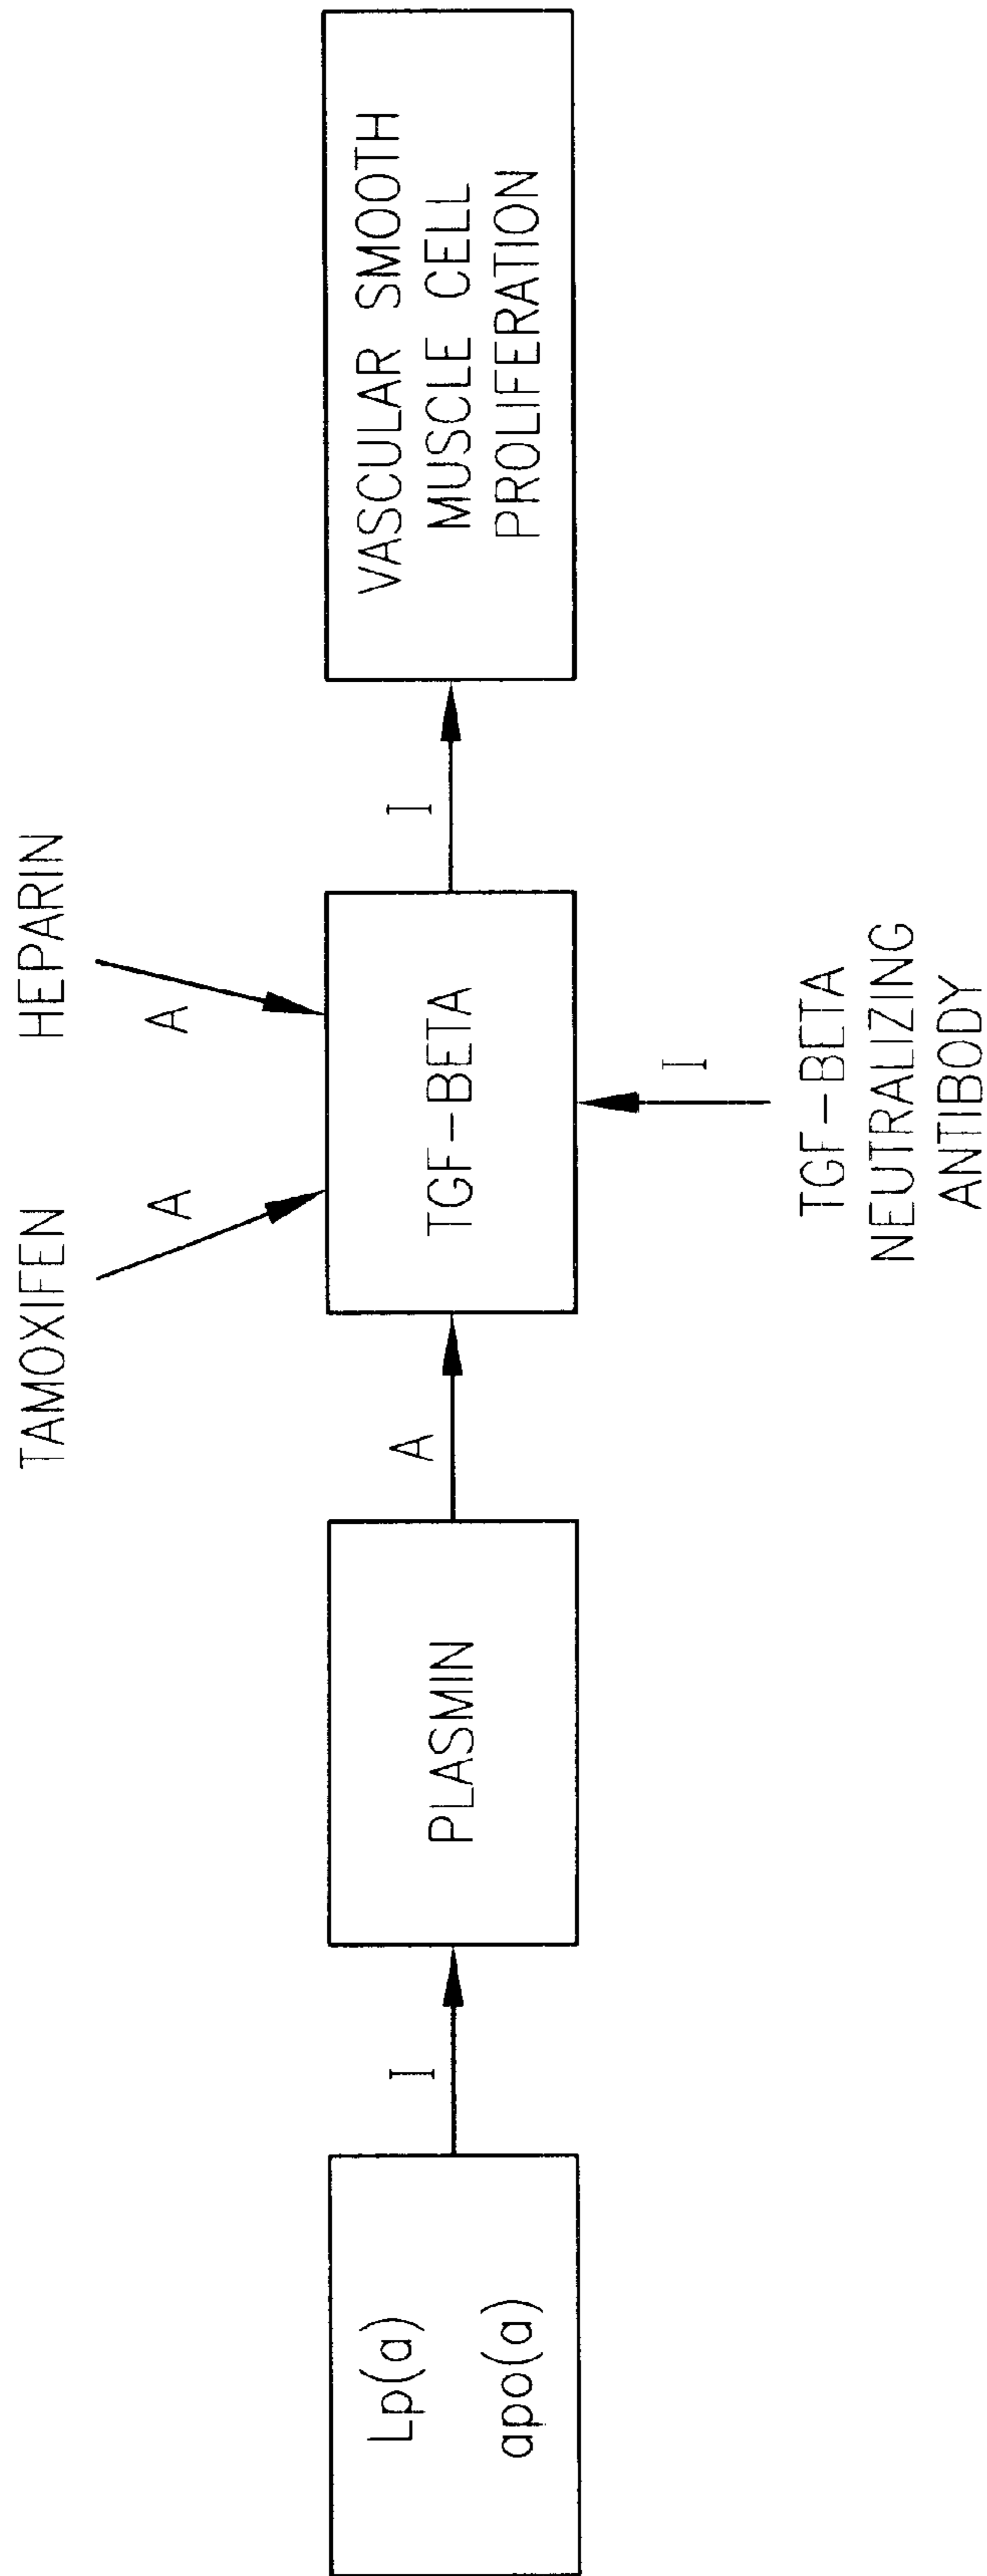 TAMOXIFEN
HEPARIN
A
A
Lp(a)
apo(a)
I
PLASMIN
A
TGF-BETA
I
VASCULAR SMOOTH
MUSCLE CELL
PROLIFERATION
I
TGF-BETA
NEUTRALIZING
ANTIBODY